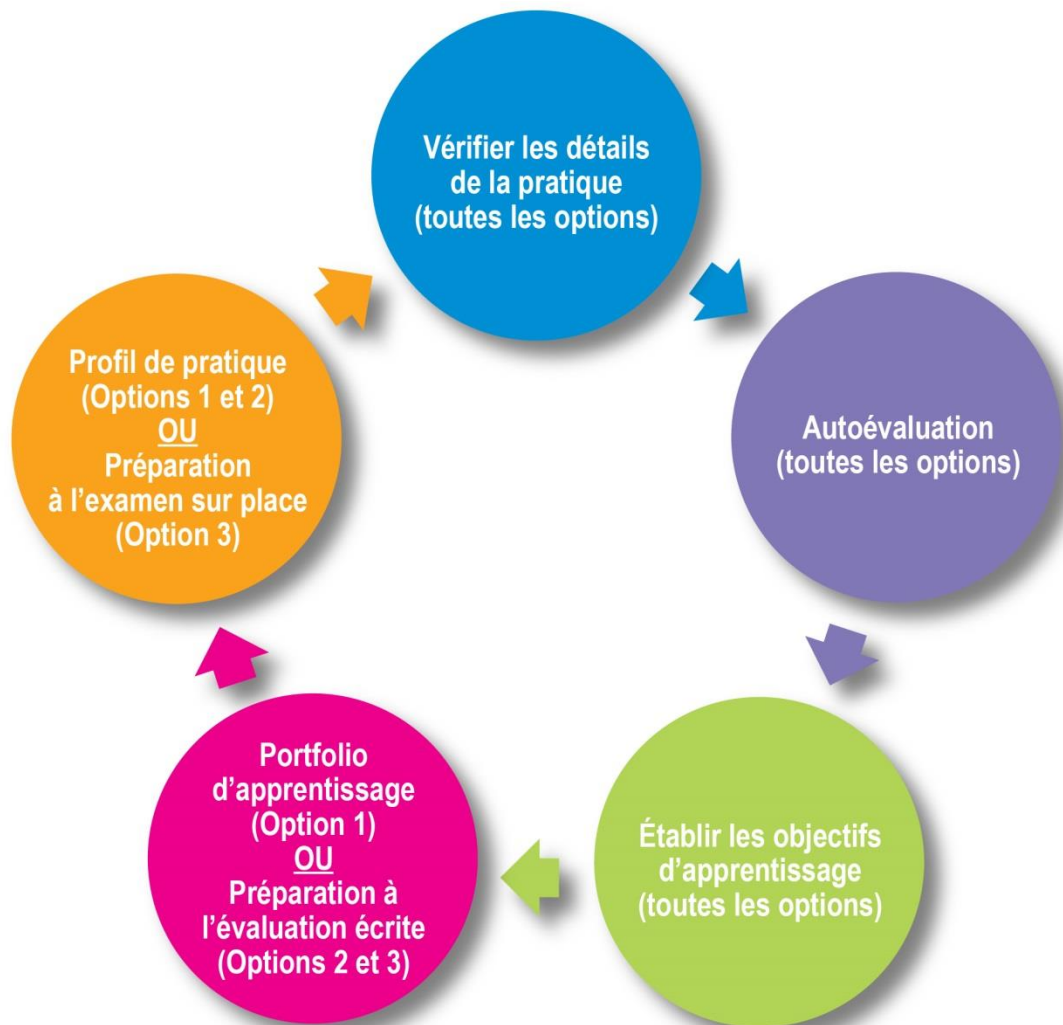 Vérifier les détails
de la pratique
(toutes les options)
Autoévaluation
(toutes les options)
Établir les objectifs
d’apprentissage
(toutes les options)
Portfolio
d’apprentissage
(Option 1)
OU
Préparation à
l’évaluation écrite
(Options 2 et 3)
Profil de pratique
(Options 1 et 2)
OU
Préparation
à l’examen sur place
(Option 3)